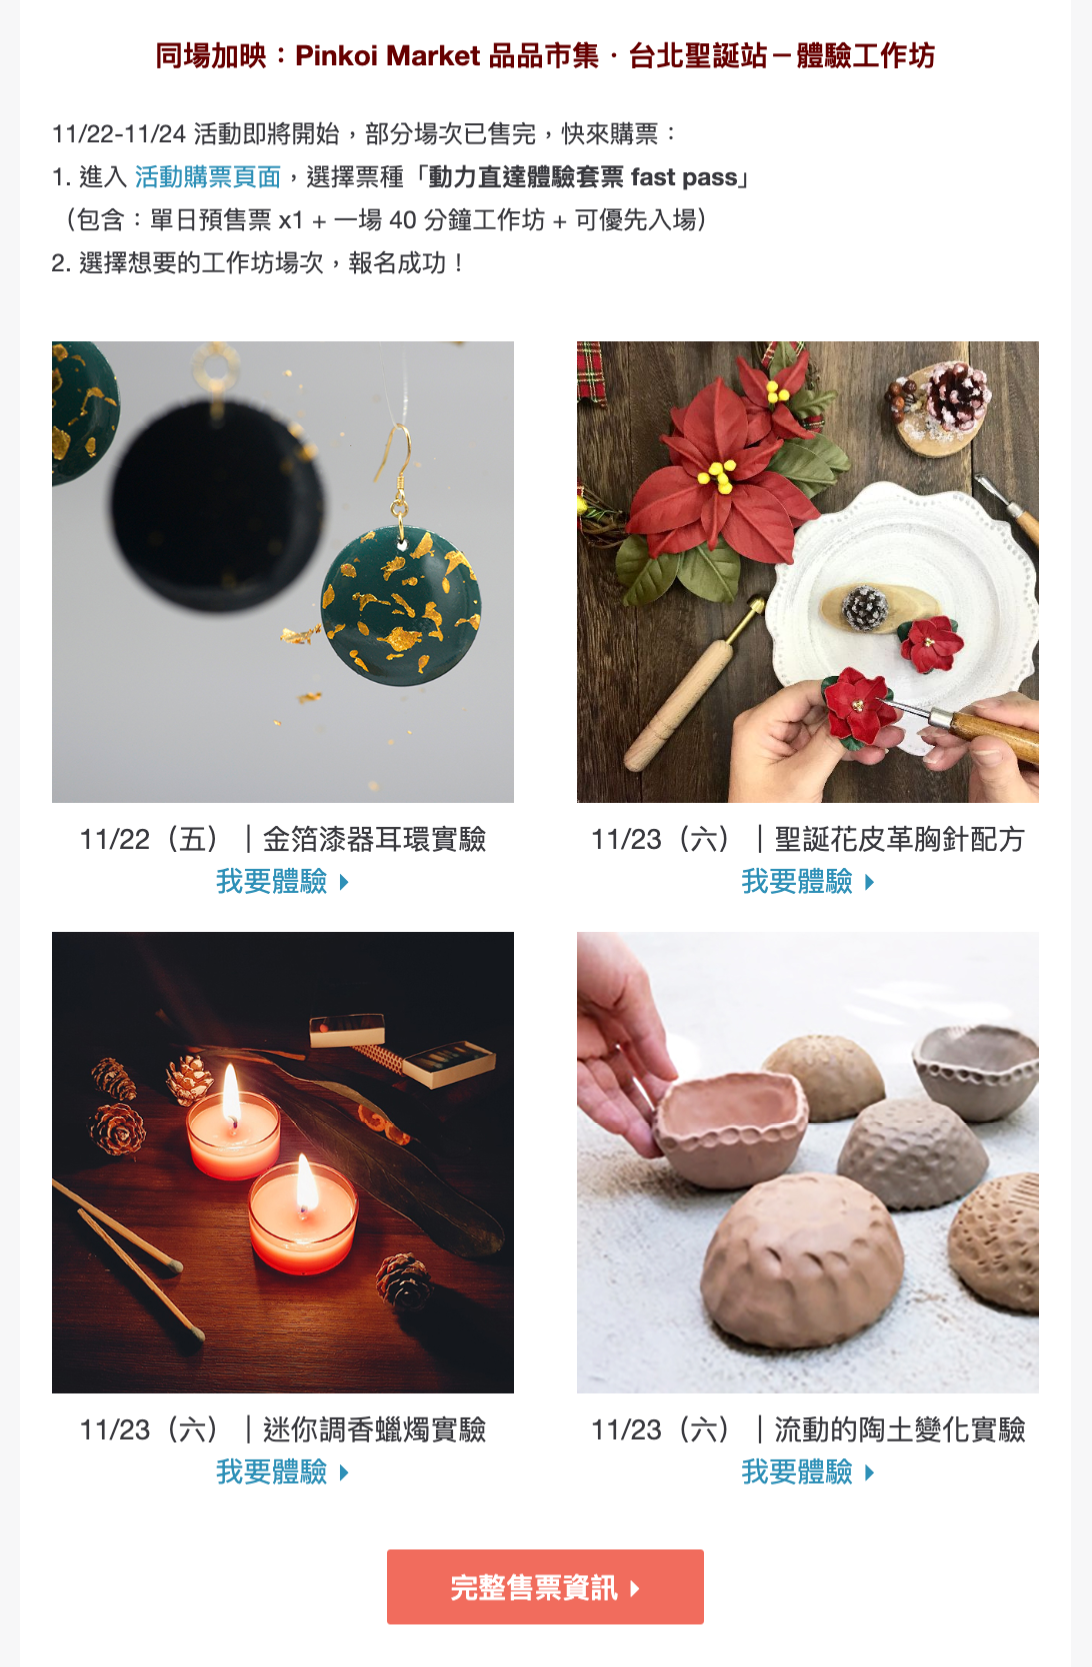 同場加映：Pinkoi Market 品品市集．台北聖誕站－體驗工作坊
11/22-11/24 活動即將開始，部分場次已售完，快來購票：
1. 進入 活動購票頁面，選擇票種「動力直達體驗套票 fast pass」
（包含：單日預售票 x1 + 一場 40 分鐘工作坊 + 可優先入場）
2. 選擇想要的工作坊場次，報名成功！
11/22（五）｜金箔漆器耳環實驗
我要體驗
11/23（六）｜聖誕花皮革胸針配方
我要體驗
11/23（六）｜迷你調香蠟燭實驗
我要體驗
11/23（六）｜流動的陶土變化實驗
我要體驗
完整售票資訊